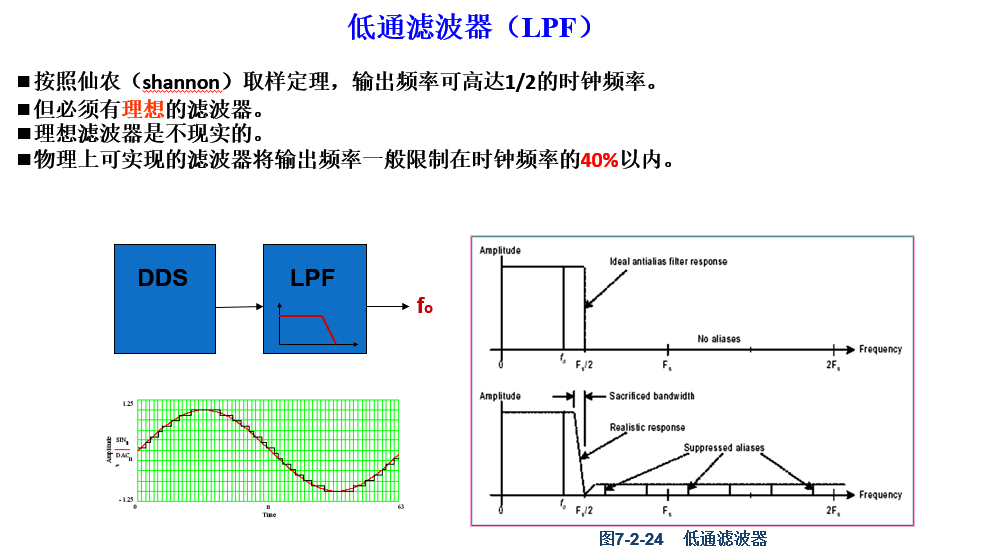 低通滤波器（LPF）
■按照仙农（shannon）取样定理，输出频率可高达1/2的时钟频率。
■但必须有理想的滤波器。
■理想滤波器是不现实的。
■物理上可实现的滤波器将输出频率一般限制在时钟频率的40%以内。
DDS
LPF
fo
Amplitude
Ideal antialias filter response
No aliases
Frequency
0
fo
Fs/2
Fs
2Fs
Amplitude
Sacrificed bandwidth
Realistic response
Suppressed aliases
Frequency
0
fo
Fs/2
Fs
2Fs
1.25
Amplitude
SINn
DACn
-1.25
0
n
63
Time
图7-2-24 低通滤波器